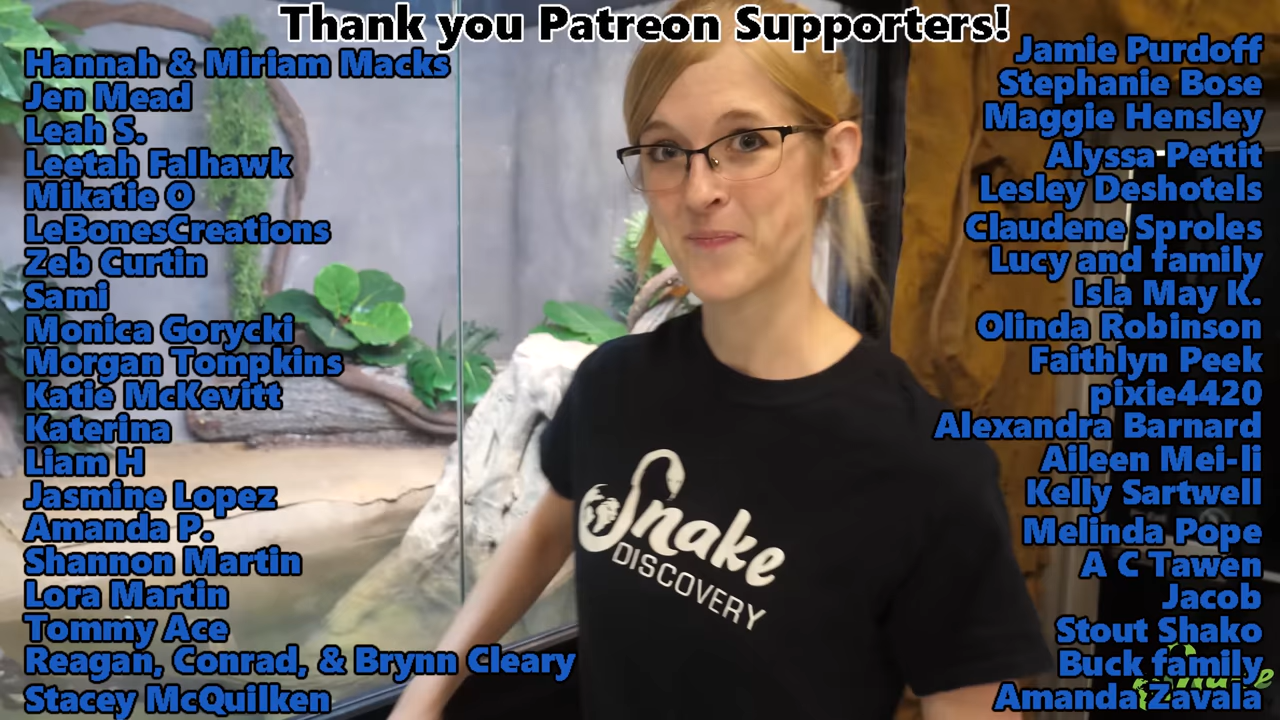 Thank you Patreon Supporters!
Hannah & Miriam Macks
Jen Mead
Leah S.
Leetah Falhawk
Mikatie O
LeBonesCreations
Zeb Curtin
Sami
Monica Gorycki
Morgan Tompkins
Katie McKevitt
Katerina
Liam H
Jasmine Lopez
Amanda P.
Shannon Martin
Lora Martin
Tommy Ace
Reagan, Conrad, & Brynn Cleary
Stacey McQuilken
Snake
DISCOVERY
Jamie Purdoff
Stephanie Bose
Maggie Hensley
Alyssa Pettit
Lesley Deshotels
Claudene Sproles
Lucy and family
Isla May K.
Olinda Robinson
Faithlyn Peek
pixie4420
Alexandra Barnard
Aileen Mei-li
Kelly Sartwell
Melinda Pope
A C Tawen
Jacob
Stout Shako
Buck family
Amanda Zavala